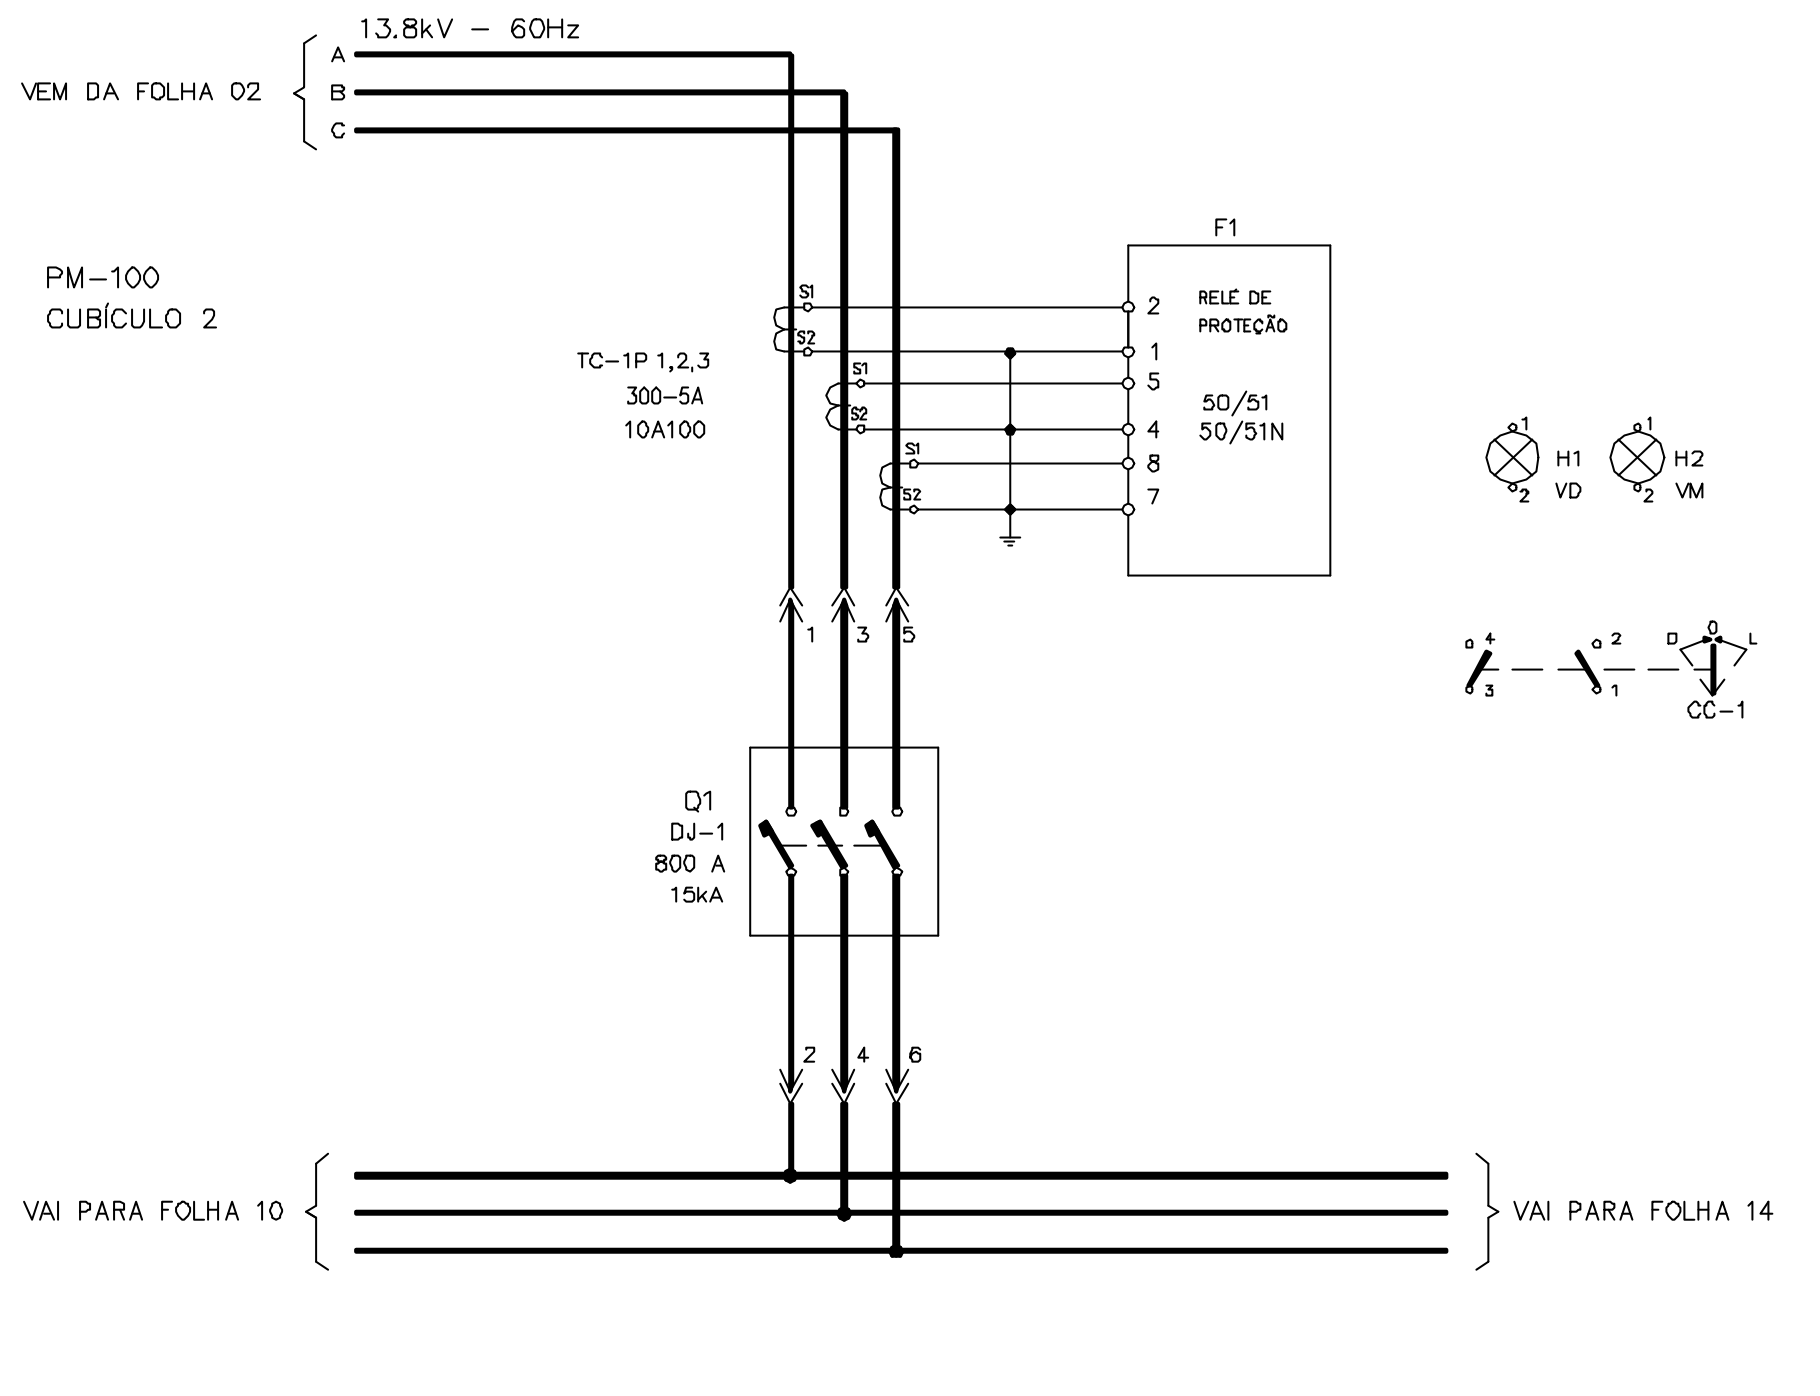 13.8kV - 60Hz
A
VEM DA FOLHA 02
B
C
F1
PM-100
CUBÍCULO 2
S1
2
RELÉ DE
PROTEÇÃO
S2
1
TC-1P 1,2,3
300-5A
10A100
S1
5
50/51
S2
4
50/51N
S1
8
S2
7
1
H1
VD
2
1
H2
VM
2
1
3
5
4
3
2
1
D
0
L
CC-1
Q1
DJ-1
800 A
15kA
2
4
6
VAI PARA FOLHA 10
VAI PARA FOLHA 14